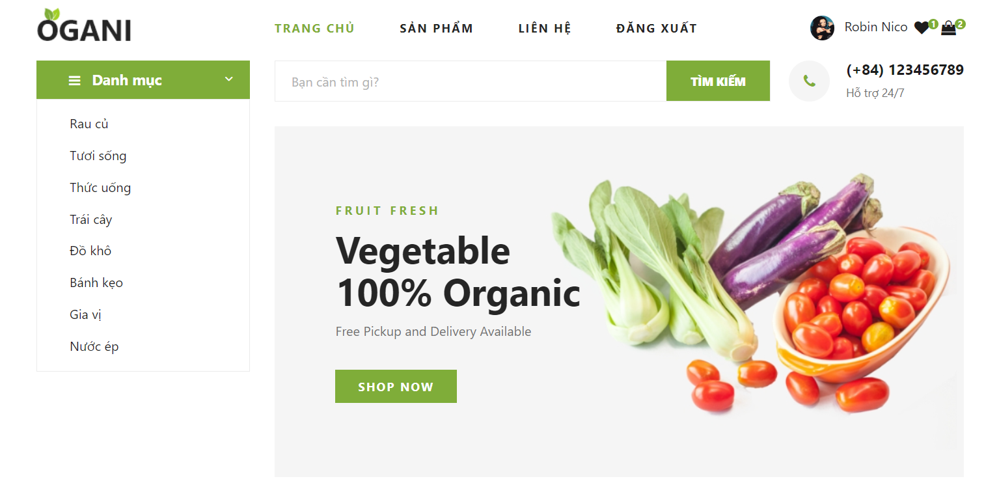 OGANI
TRANG CHỦ SẢN PHẨM LIÊN HỆ ĐĂNG XUẤT
Robin Nico 1 2
Danh mục
Bạn cần tìm gì?
TÌM KIẾM
(+84) 123456789
Hỗ trợ 24/7
Rau củ
Tươi sống
Thức uống
Trái cây
Đồ khô
Bánh kẹo
Gia vị
Nước ép
FRUIT FRESH
Vegetable
100% Organic
Free Pickup and Delivery Available
SHOP NOW